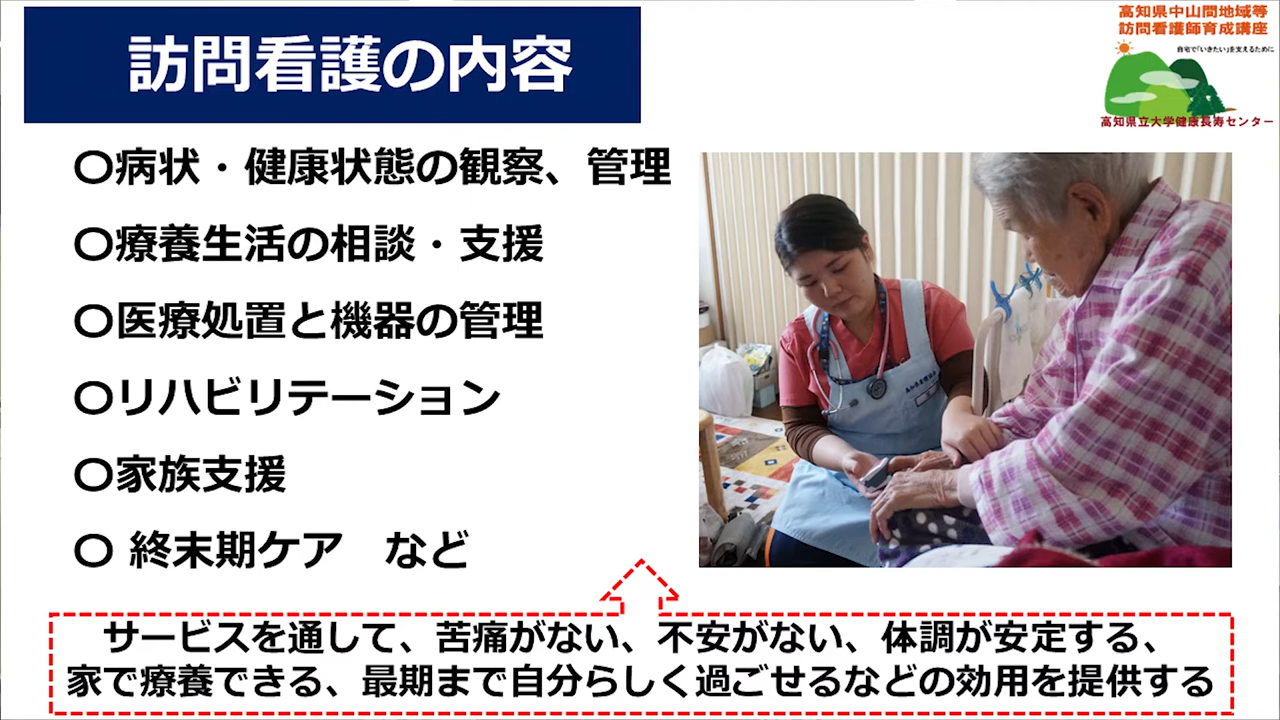 訪問看護の内容
高知県中山間地域等
訪問看護師育成講座
自宅で「いきたい」を支えるために
高知県立大学健康長寿センター
〇病状・健康状態の観察、管理
〇療養生活の相談・支援
〇医療処置と機器の管理
〇リハビリテーション
〇家族支援
〇 終末期ケア　など
サービスを通して、苦痛がない、不安がない、体調が安定する、
家で療養できる、最期まで自分らしく過ごせるなどの効用を提供する